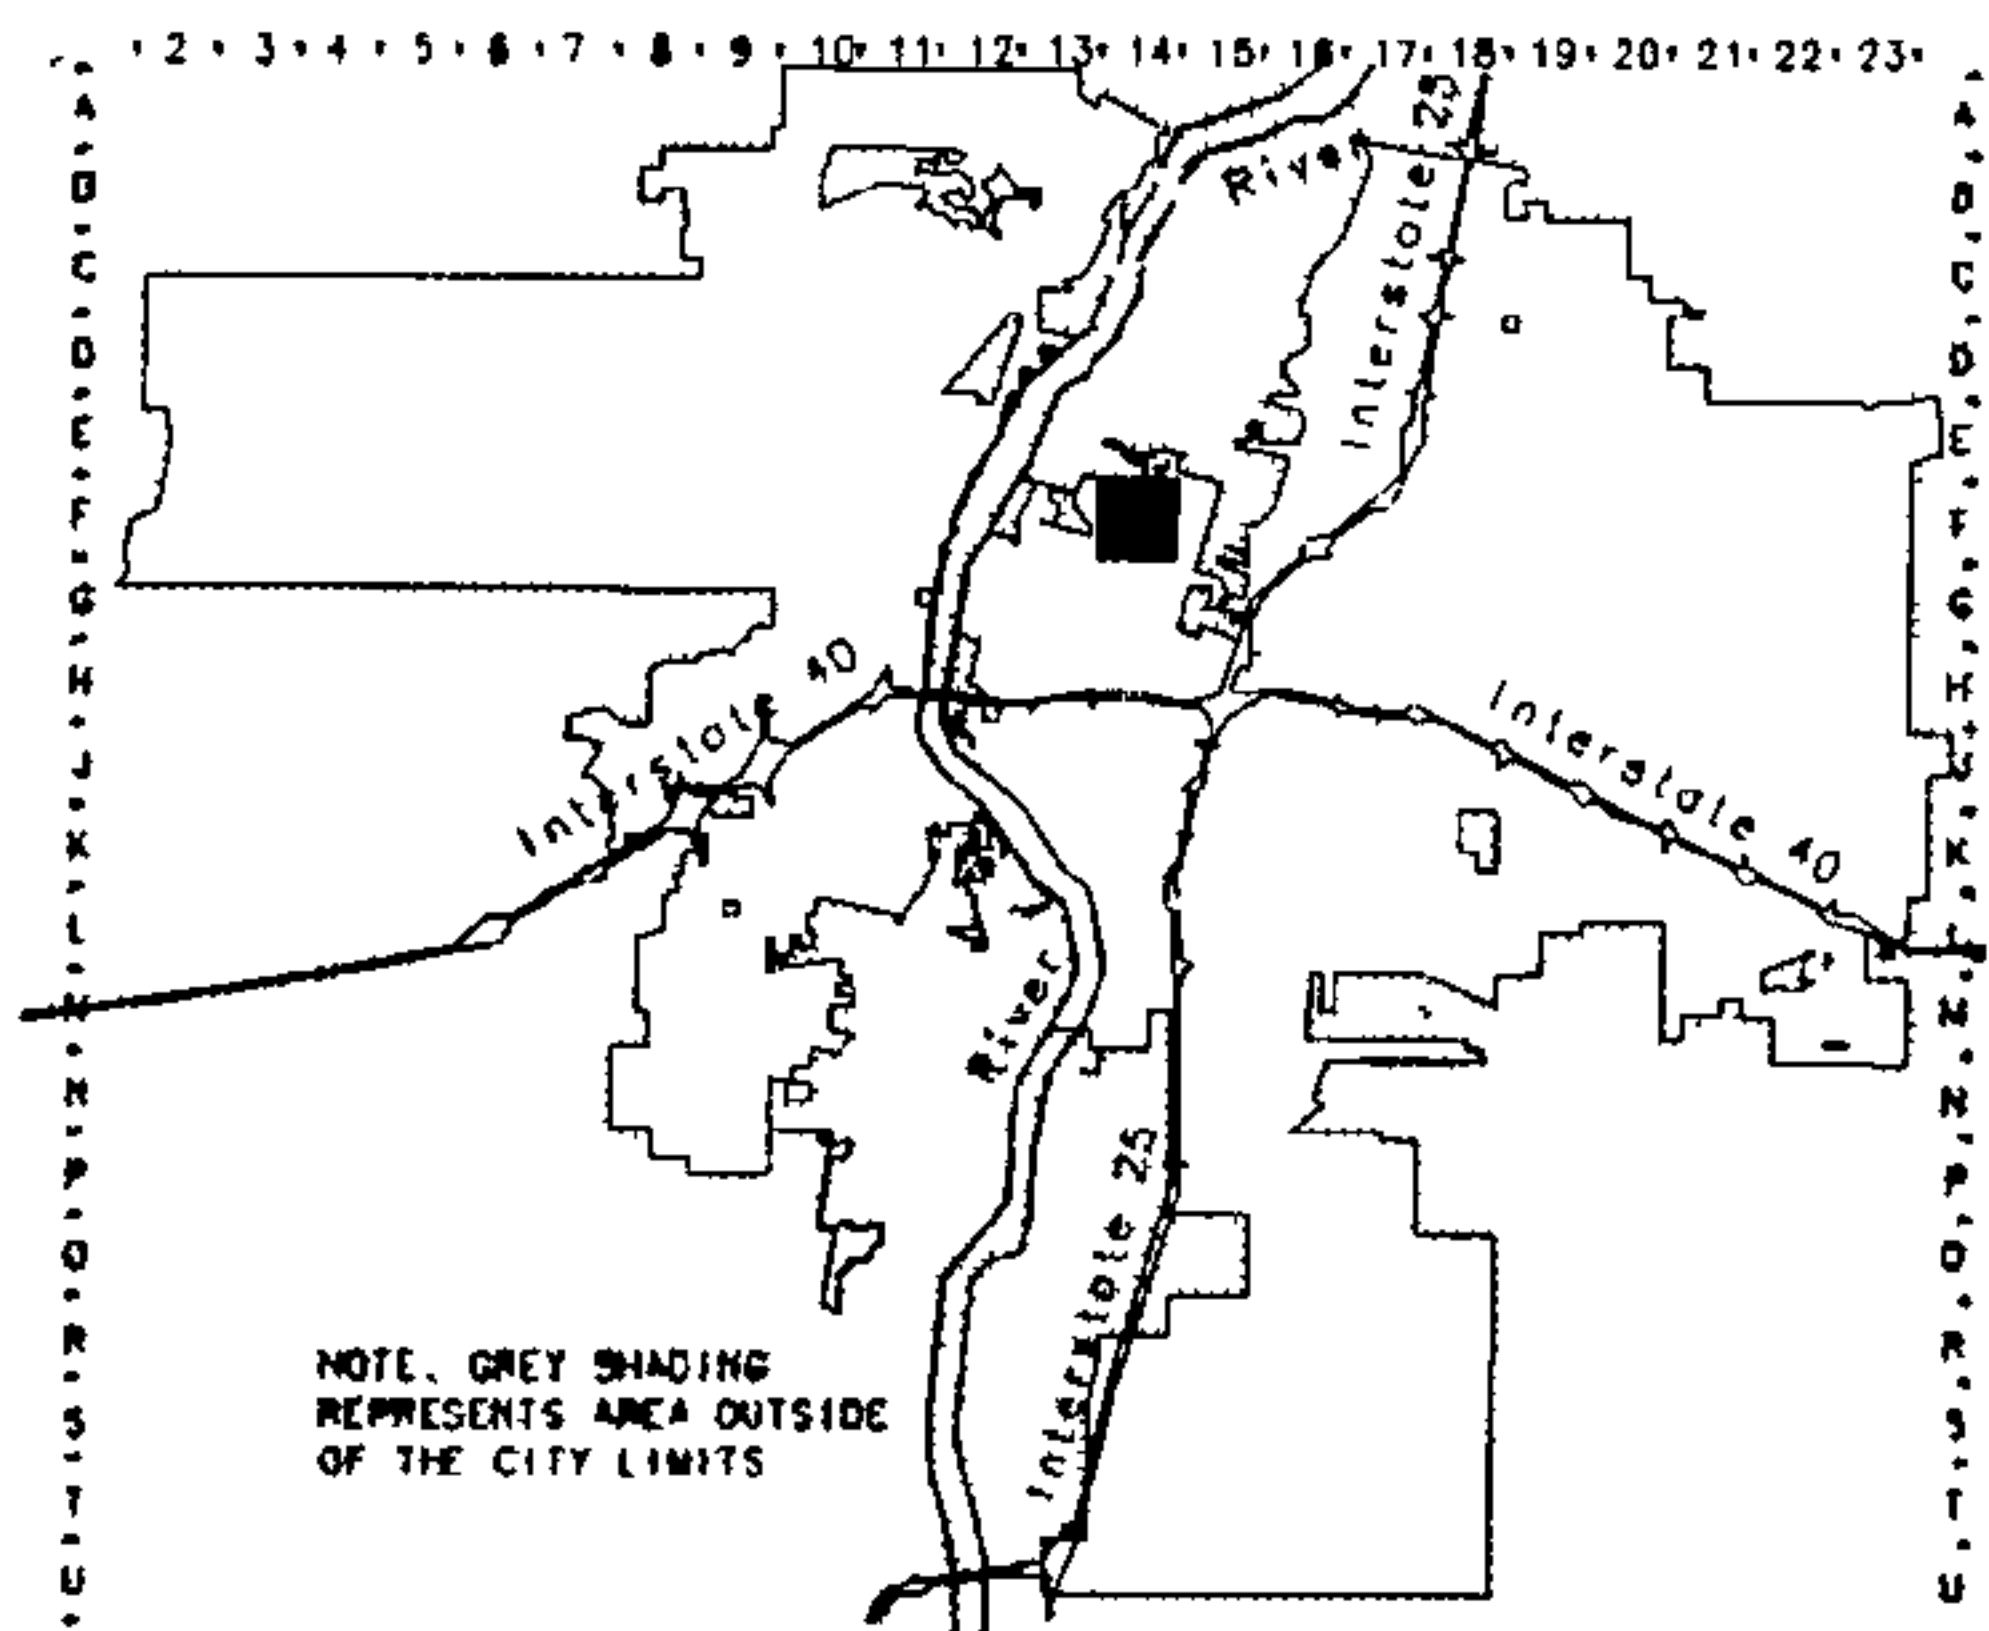 2 3 4 5 6 7 8 9 10 11 12 13 14 15 16 17 18 19 20 21 22 23
River
Interstate 25
Interstate 40
Interstate 40
River
Interstate 25
NOTE. GREY SHADING
REPRESENTS AREA OUTSIDE
OF THE CITY LIMITS
A A
B B
C C
D D
E E
F F
G G
H H
J J
K K
L L
M M
N N
P P
Q Q
R R
S S
T T
U U